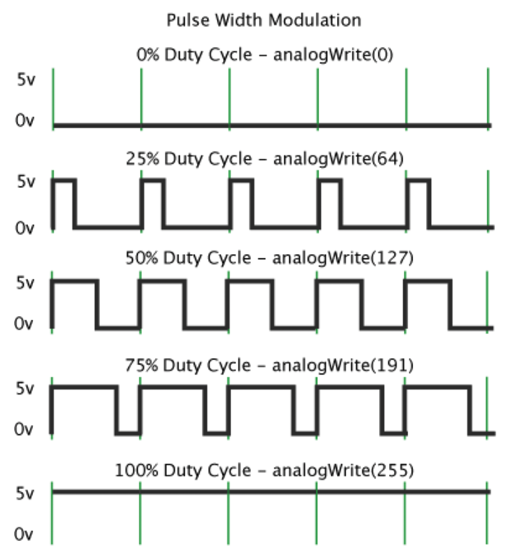 Pulse Width Modulation
0% Duty Cycle – analogWrite(0)
5v
0v
25% Duty Cycle – analogWrite(64)
5v
0v
50% Duty Cycle – analogWrite(127)
5v
0v
75% Duty Cycle – analogWrite(191)
5v
0v
100% Duty Cycle – analogWrite(255)
5v
0v